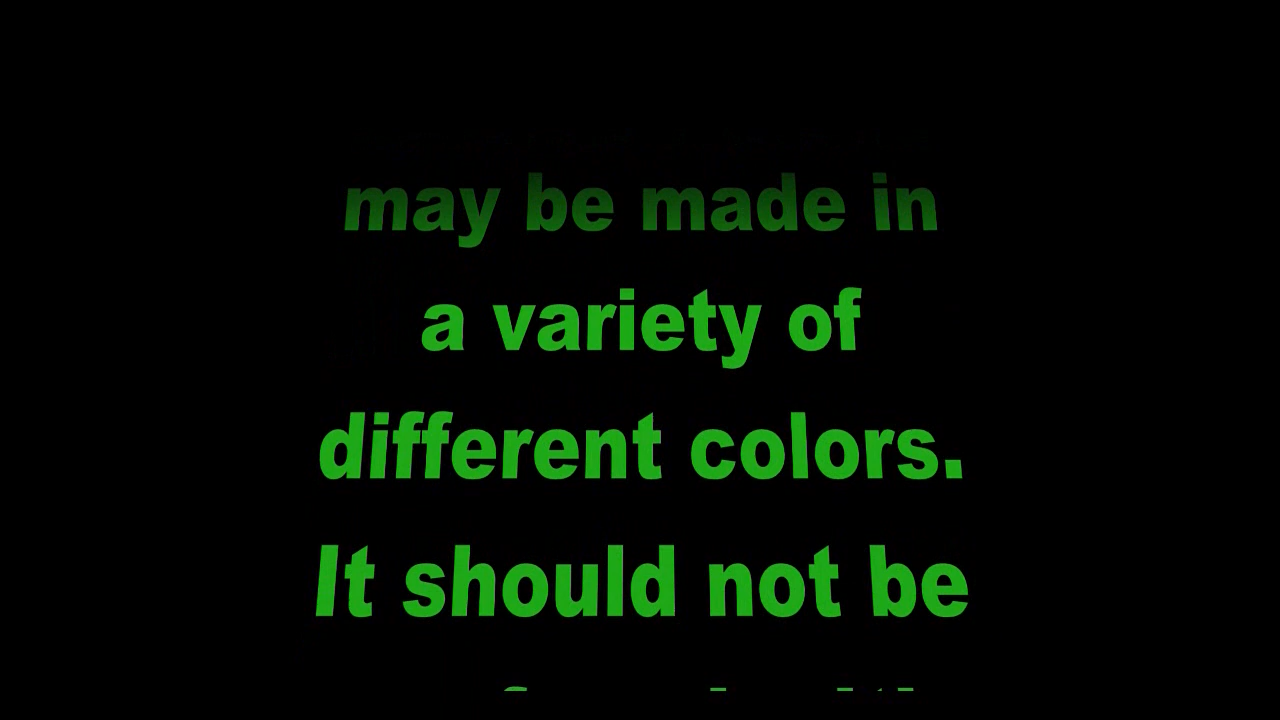 may be made in
a variety of
different colors.
It should not be